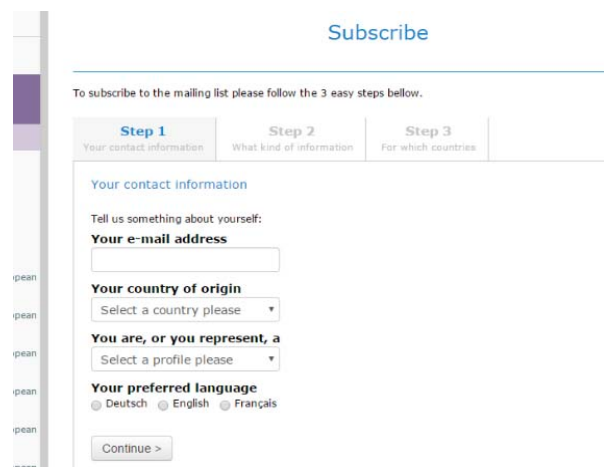 Subscribe
To subscribe to the mailing list please follow the 3 easy steps bellow.
Step 1 Step 2 Step 3
Your contact information What kind of information For which countries
Your contact information
Tell us something about yourself:
Your e-mail address
Your country of origin
Select a country please
You are, or you represent, a
Select a profile please
Your preferred language
Deutsch English Français
Continue >